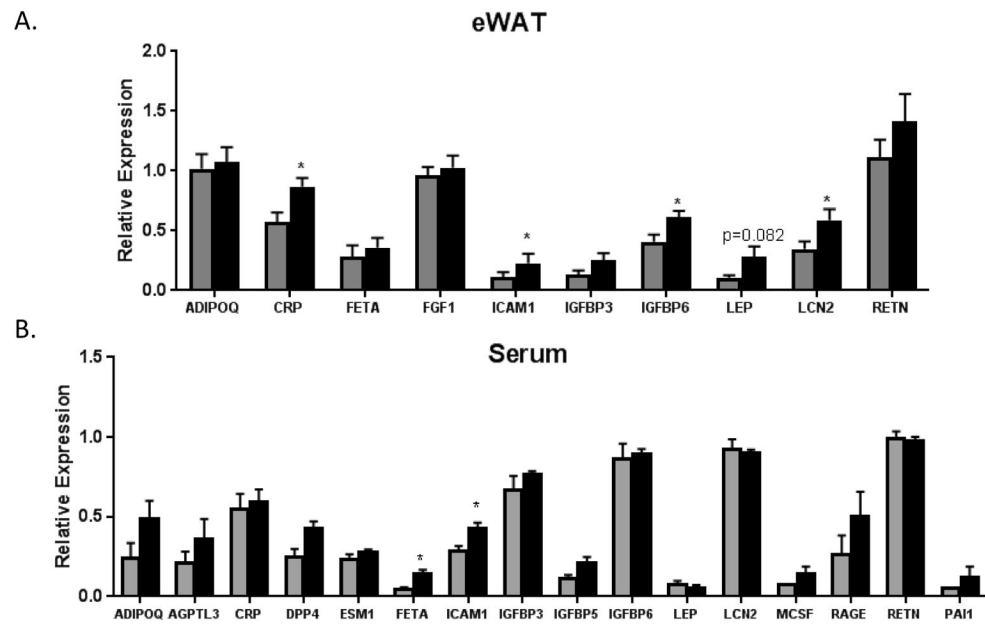 A.
eWAT
Relative Expression
2.0
1.5
1.0
0.5
0.0
*
*
*
p=0.082
*
ADIPOQ CRP FETA FGF1 ICAM1 IGFBP3 IGFBP6 LEP LCN2 RETN
B.
Serum
Relative Expression
1.5
1.0
0.5
0.0
*
*
ADIPOQ AGPTL3 CRP DPP4 ESM1 FETA ICAM1 IGFBP3 IGFBP5 IGFBP6 LEP LCN2 MCSF RAGE RETN PAI1